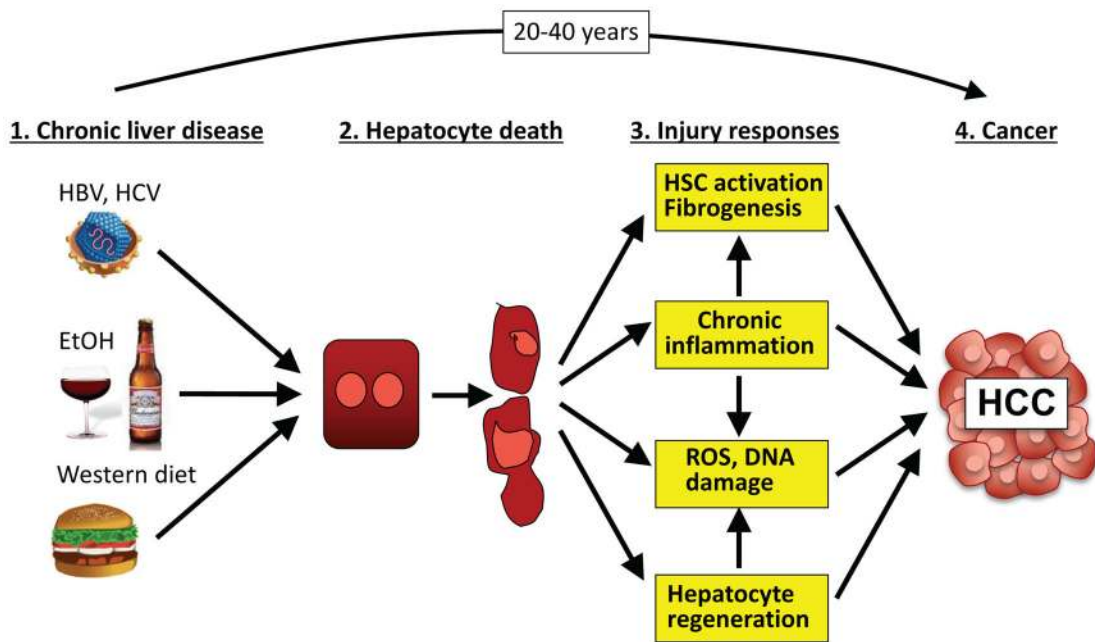 20-40 years
1. Chronic liver disease
2. Hepatocyte death
3. Injury responses
4. Cancer
HBV, HCV
EtOH
Western diet
HSC activation
Fibrogenesis
Chronic
inflammation
ROS, DNA
damage
Hepatocyte
regeneration
HCC